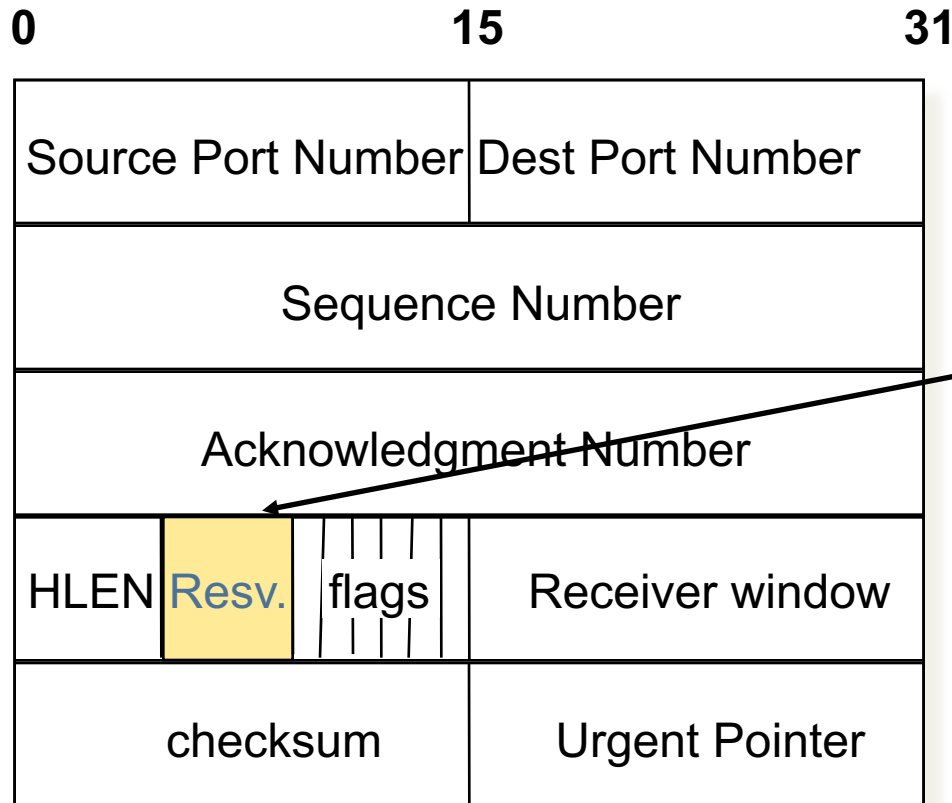 0 15 31
Source Port Number Dest Port Number
Sequence Number
Acknowledgment Number
HLEN Resv. flags Receiver window
checksum Urgent Pointer